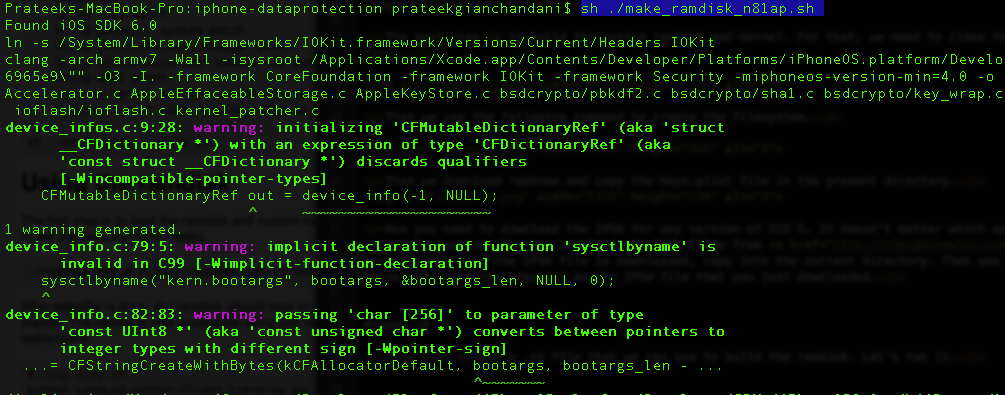 Prateeks-MacBook-Pro:iphone-dataprotection prateekgianchandani$ sh ./make_ramdisk_n81ap.sh
Found iOS SDK 6.0
ln -s /System/Library/Frameworks/IOKit.framework/Versions/Current/Headers IOKit
clang -arch armv7 -Wall -isysroot /Applications/Xcode.app/Contents/Developer/Platforms/iPhoneOS.platform/Develo
6965e9\"" -O3 -I. -framework CoreFoundation -framework IOKit -framework Security -miphoneos-version-min=4.0 -o
Accelerator.c AppleEffaceableStorage.c AppleKeyStore.c bsdcrypto/pbkdf2.c bsdcrypto/sha1.c bsdcrypto/key_wrap.c
ioflash/ioflash.c kernel_patcher.c
device_infos.c:9:28: warning: initializing 'CFMutableDictionaryRef' (aka 'struct
__CFDictionary *') with an expression of type 'CFDictionaryRef' (aka
'const struct __CFDictionary *') discards qualifiers
[-Wincompatible-pointer-types]
CFMutableDictionaryRef out = device_info(-1, NULL);
^     ~~~~~~~~~~~~~~~~~~~~~
1 warning generated.
device_info.c:79:5: warning: implicit declaration of function 'sysctlbyname' is
invalid in C99 [-Wimplicit-function-declaration]
sysctlbyname("kern.bootargs", bootargs, &bootargs_len, NULL, 0);
^
device_info.c:82:83: warning: passing 'char [256]' to parameter of type
'const UInt8 *' (aka 'const unsigned char *') converts between pointers to
integer types with different sign [-Wpointer-sign]
...= CFStringCreateWithBytes(kCFAllocatorDefault, bootargs, bootargs_len - ...
^~~~~~~~